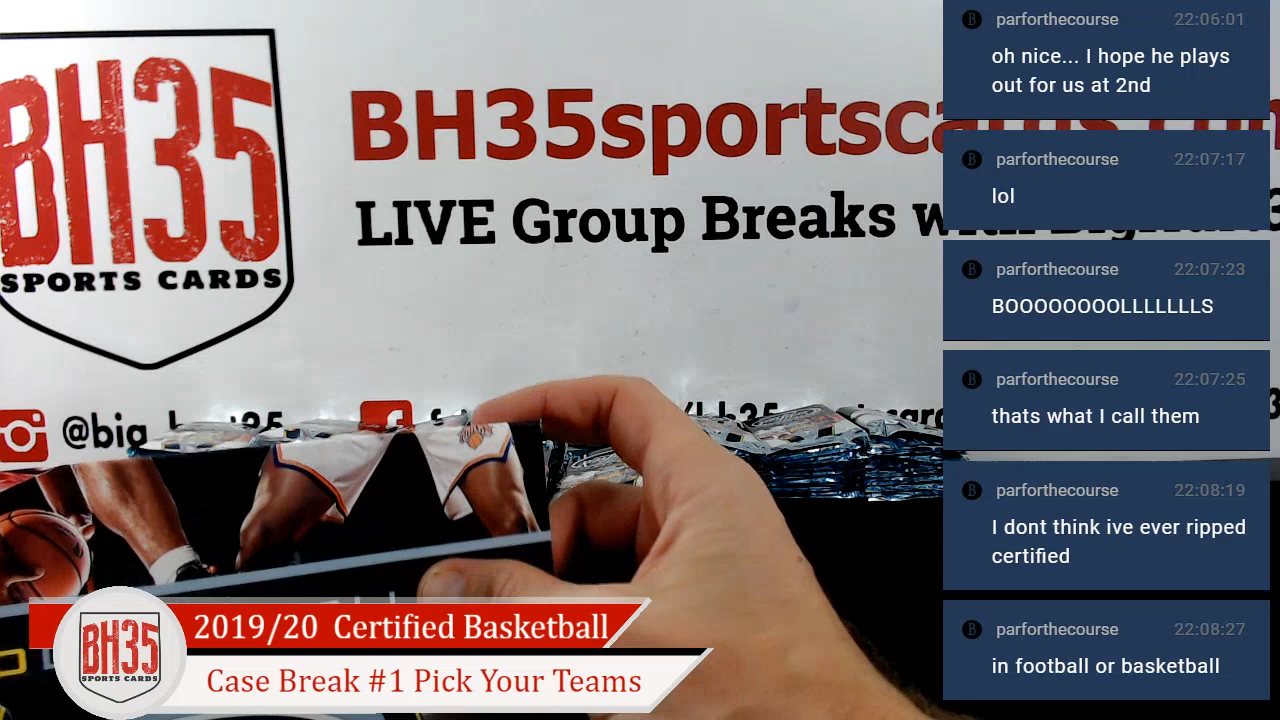 BH35
SPORTS CARDS
BH35sportsc
LIVE Group Breaks with
@big
2019/20 Certified Basketball
Case Break #1 Pick Your Teams
BH35
SPORTS CARDS
parforthecourse 22:06:01
oh nice... I hope he plays
out for us at 2nd
parforthecourse 22:07:17
lol
parforthecourse 22:07:23
BOOOOOOOOLLLLLLLS
parforthecourse 22:07:25
thats what I call them
parforthecourse 22:08:19
I dont think ive ever ripped
certified
parforthecourse 22:08:27
in football or basketball